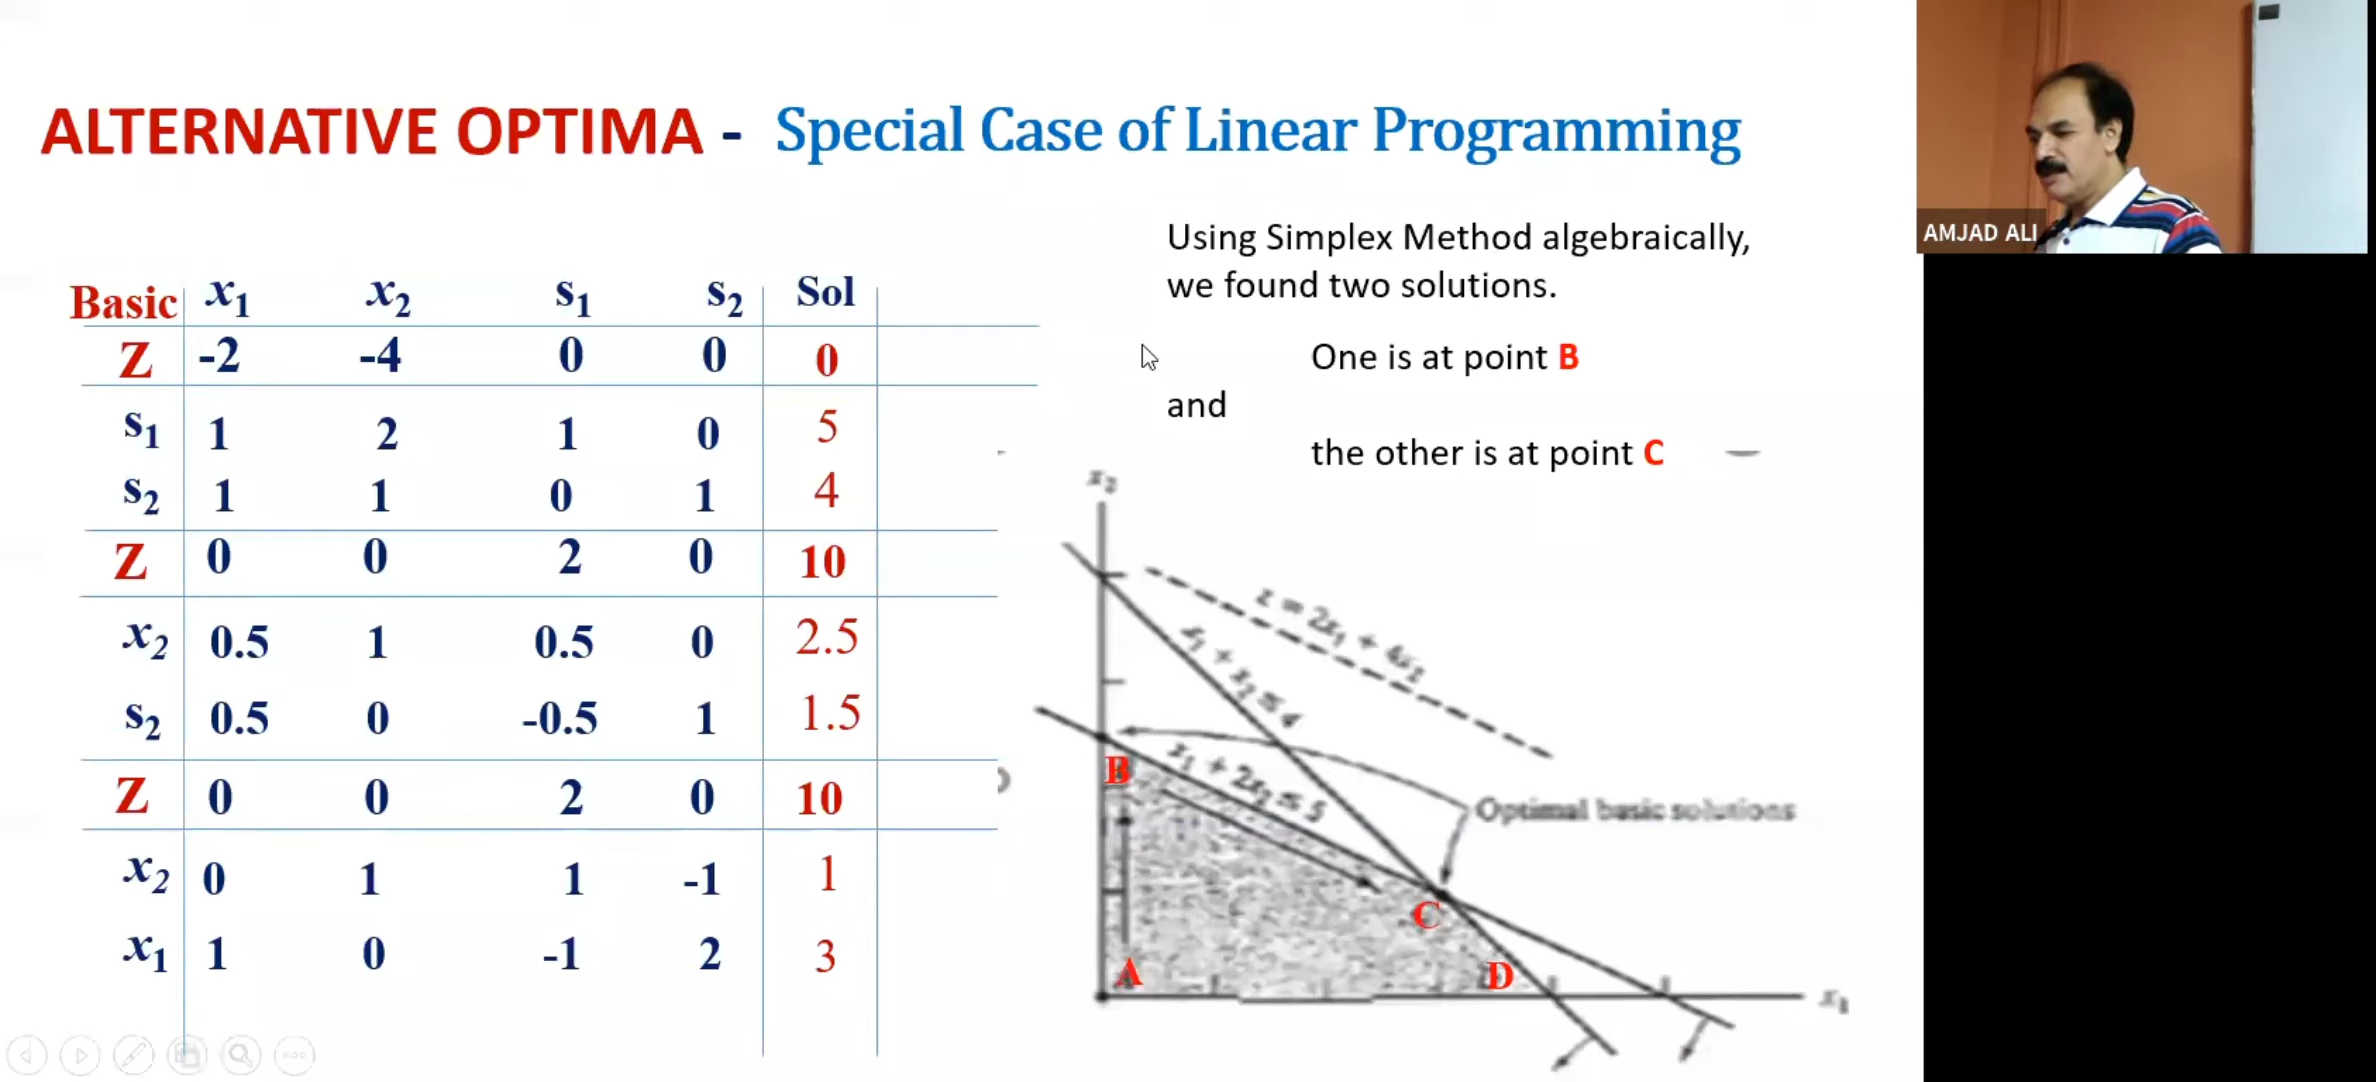 ALTERNATIVE OPTIMA - Special Case of Linear Programming
AMJAD ALI
Using Simplex Method algebraically,
we found two solutions.
One is at point B
and
the other is at point C
Basic x₁ x₂ s₁ s₂ Sol
Z -2 -4 0 0 0
s₁ 1 2 1 0 5
s₂ 1 1 0 1 4
Z 0 0 2 0 10
x₂ 0.5 1 0.5 0 2.5
s₂ 0.5 0 -0.5 1 1.5
Z 0 0 2 0 10
x₂ 0 1 1 -1 1
x₁ 1 0 -1 2 3
x₂
z = 2x₁ + 4x₂
x₁ + x₂ ≤ 4
x₁ + 2x₂ ≤ 5
B
Optimal basic solutions
C
A
D
x₁